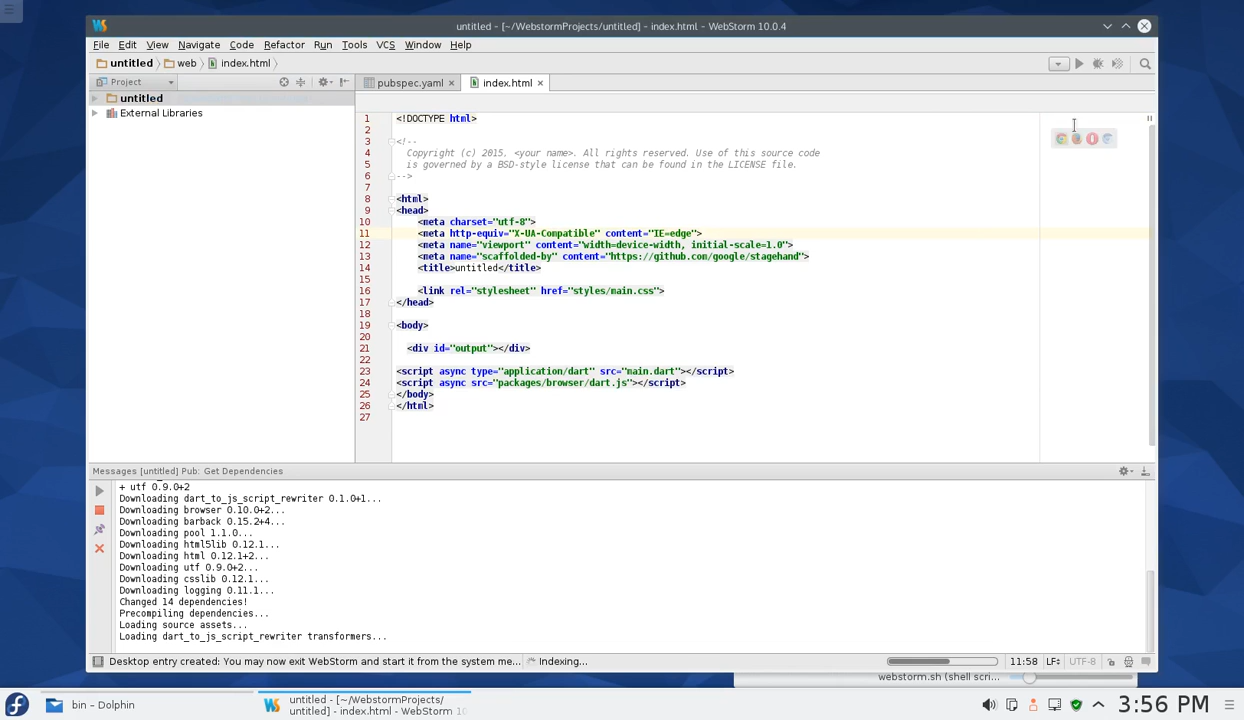 untitled - [~/WebstormProjects/untitled] - index.html - WebStorm 10.0.4
File Edit View Navigate Code Refactor Run Tools VCS Window Help
untitled web index.html
Project pubspec.yaml index.html
untitled
External Libraries
1 <!DOCTYPE html>
2
3 <!--
4 Copyright (c) 2015, <your name>. All rights reserved. Use of this source code
5 is governed by a BSD-style license that can be found in the LICENSE file.
6 -->
7
8 <html>
9 <head>
10 <meta charset="utf-8">
11 <meta http-equiv="X-UA-Compatible" content="IE=edge">
12 <meta name="viewport" content="width=device-width, initial-scale=1.0">
13 <meta name="scaffolded-by" content="https://github.com/google/stagehand">
14 <title>untitled</title>
15
16 <link rel="stylesheet" href="styles/main.css">
17 </head>
18
19 <body>
20
21 <div id="output"></div>
22
23 <script async type="application/dart" src="main.dart"></script>
24 <script async src="packages/browser/dart.js"></script>
25 </body>
26 </html>
27
Messages [untitled] Pub: Get Dependencies
+ utf 0.9.0+2
Downloading dart_to_js_script_rewriter 0.1.0+1...
Downloading browser 0.10.0+2...
Downloading barback 0.15.2+4...
Downloading pool 1.1.0...
Downloading html5lib 0.12.1...
Downloading html 0.12.1+2...
Downloading utf 0.9.0+2...
Downloading csslib 0.12.1...
Downloading logging 0.11.1...
Changed 14 dependencies!
Precompiling dependencies...
Loading source assets...
Loading dart_to_js_script_rewriter transformers...
Desktop entry created: You may now exit WebStorm and start it from the system me... Indexing... 11:58 LF UTF-8
webstorm.sh (shell scri...
bin – Dolphin
untitled - [~/WebstormProjects/
untitled] - index.html - WebStorm 10
3:56 PM